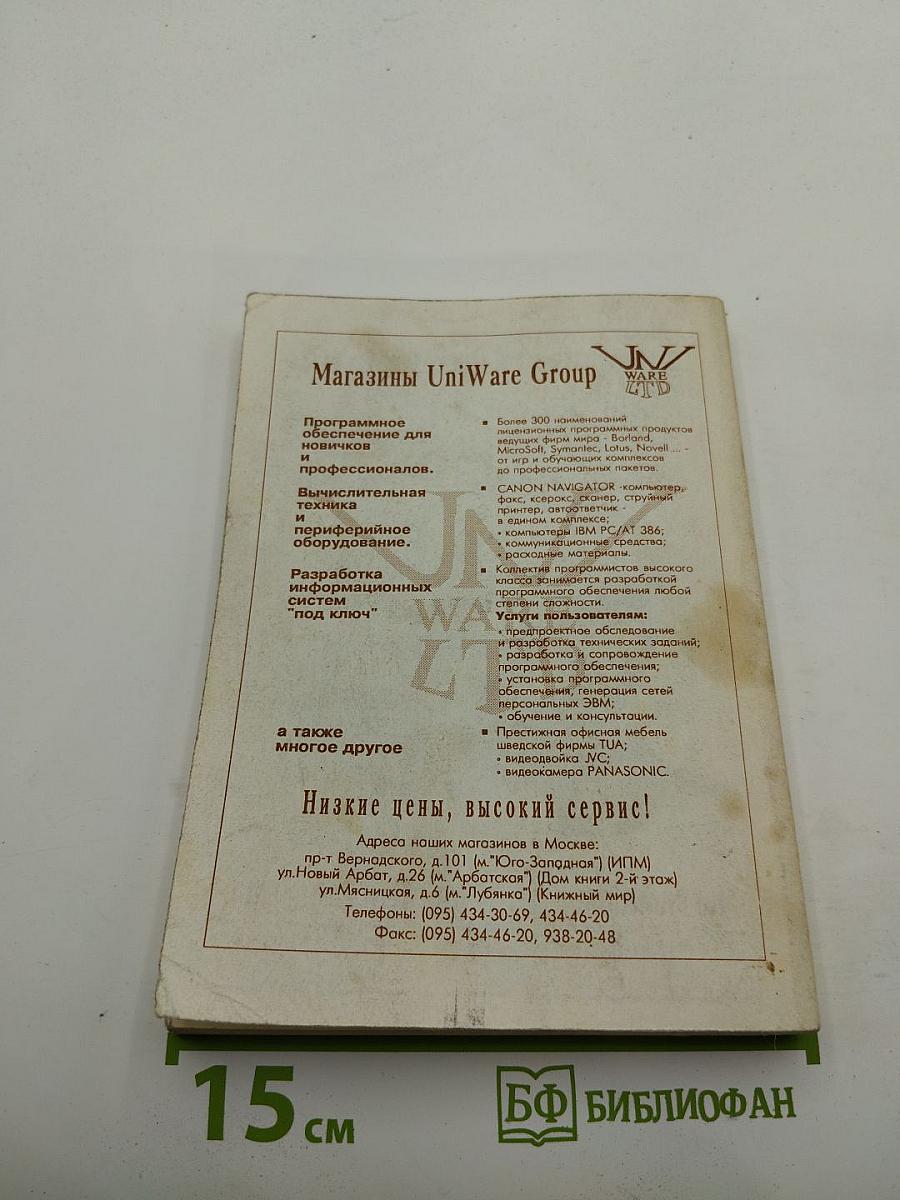 Магазины UniWare Group
UNI
WARE
LTD
Программное
обеспечение для
новичков
и
профессионалов.
▪ Более 300 наименований
лицензионных программных продуктов
ведущих фирм мира - Borland,
MicroSoft, Symantec, Lotus, Novell ... -
от игр и обучающих комплексов
до профессиональных пакетов.
Вычислительная
техника
и
периферийное
оборудование.
▪ CANON NAVIGATOR -компьютер,
факс, ксерокс, сканер, струйный
принтер, автоответчик -
в едином комплексе;
• компьютеры IBM PC/AT 386;
• коммуникационные средства;
• расходные материалы.
Разработка
информационных
систем
"под ключ"
▪ Коллектив программистов высокого
класса занимается разработкой
программного обеспечения любой
степени сложности.
Услуги пользователям:
• предпроектное обследование
и разработка технических заданий;
• разработка и сопровождение
программного обеспечения;
• установка программного
обеспечения, генерация сетей
персональных ЭВМ;
• обучение и консультации.
UNI
WARE
LTD
а также
многое другое
▪ Престижная офисная мебель
шведской фирмы TUA;
• видеодвойка JVC;
• видеокамера PANASONIC.
Низкие цены, высокий сервис!
Адреса наших магазинов в Москве:
пр-т Вернадского, д.101 (м."Юго-Западная") (ИПМ)
ул.Новый Арбат, д.26 (м."Арбатская") (Дом книги 2-й этаж)
ул.Мясницкая, д.6 (м."Лубянка") (Книжный мир)
Телефоны: (095) 434-30-69, 434-46-20
Факс: (095) 434-46-20, 938-20-48
15 см
БФ БИБЛИОФАН